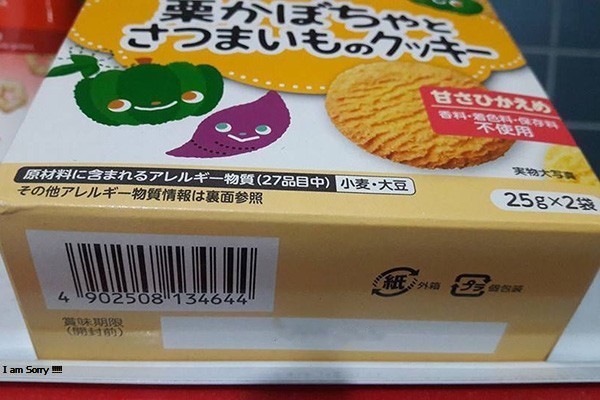 栗かぼちゃと
さつまいものクッキー
甘さひかえめ
香料・着色料・保存料
不使用
実物大写真
原材料に含まれるアレルギー物質(27品目中) 小麦・大豆
その他アレルギー物質情報は裏面参照
25g×2袋
4 902508 134644
紙 外箱
プラ 個包装
賞味期限
(開封前)
I am Sorry !!!!!